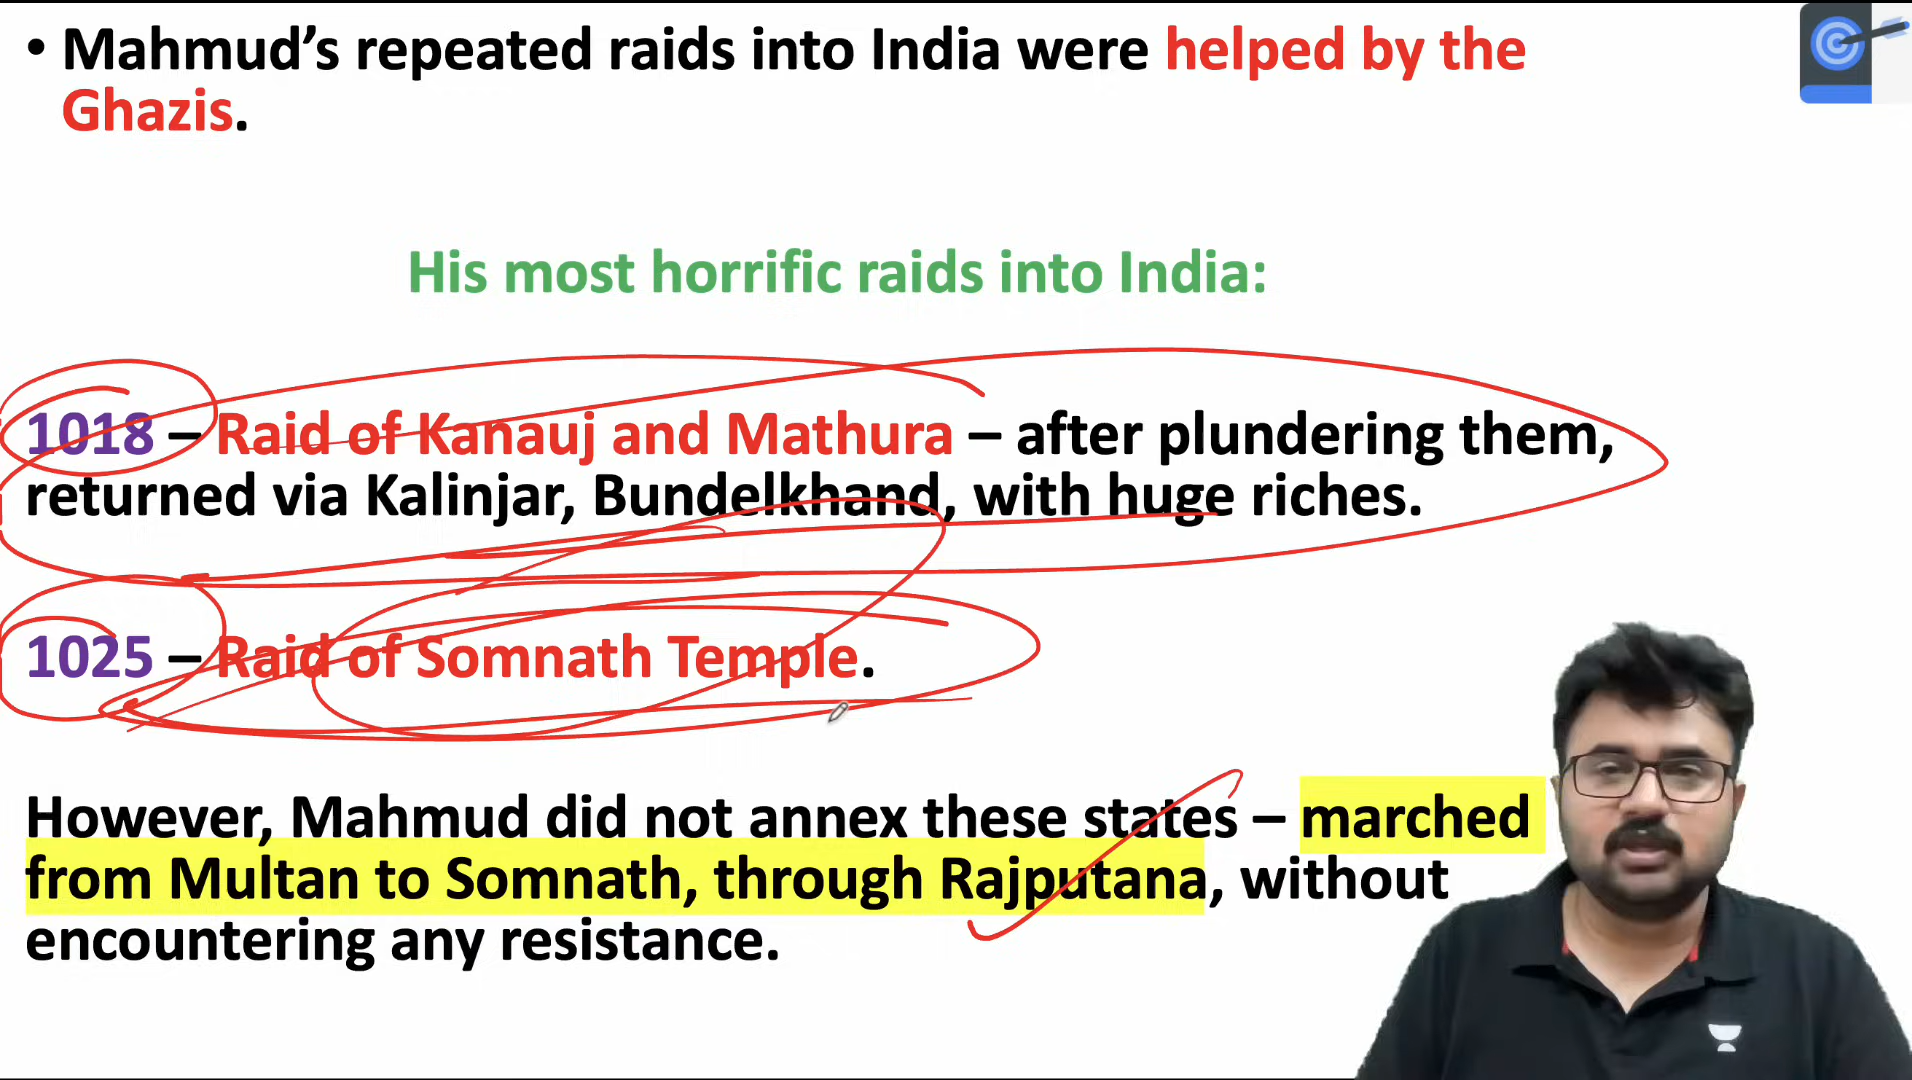 • Mahmud’s repeated raids into India were helped by the
Ghazis.
His most horrific raids into India:
1018 – Raid of Kanauj and Mathura – after plundering them,
returned via Kalinjar, Bundelkhand, with huge riches.
1025 – Raid of Somnath Temple.
However, Mahmud did not annex these states – marched
from Multan to Somnath, through Rajputana, without
encountering any resistance.